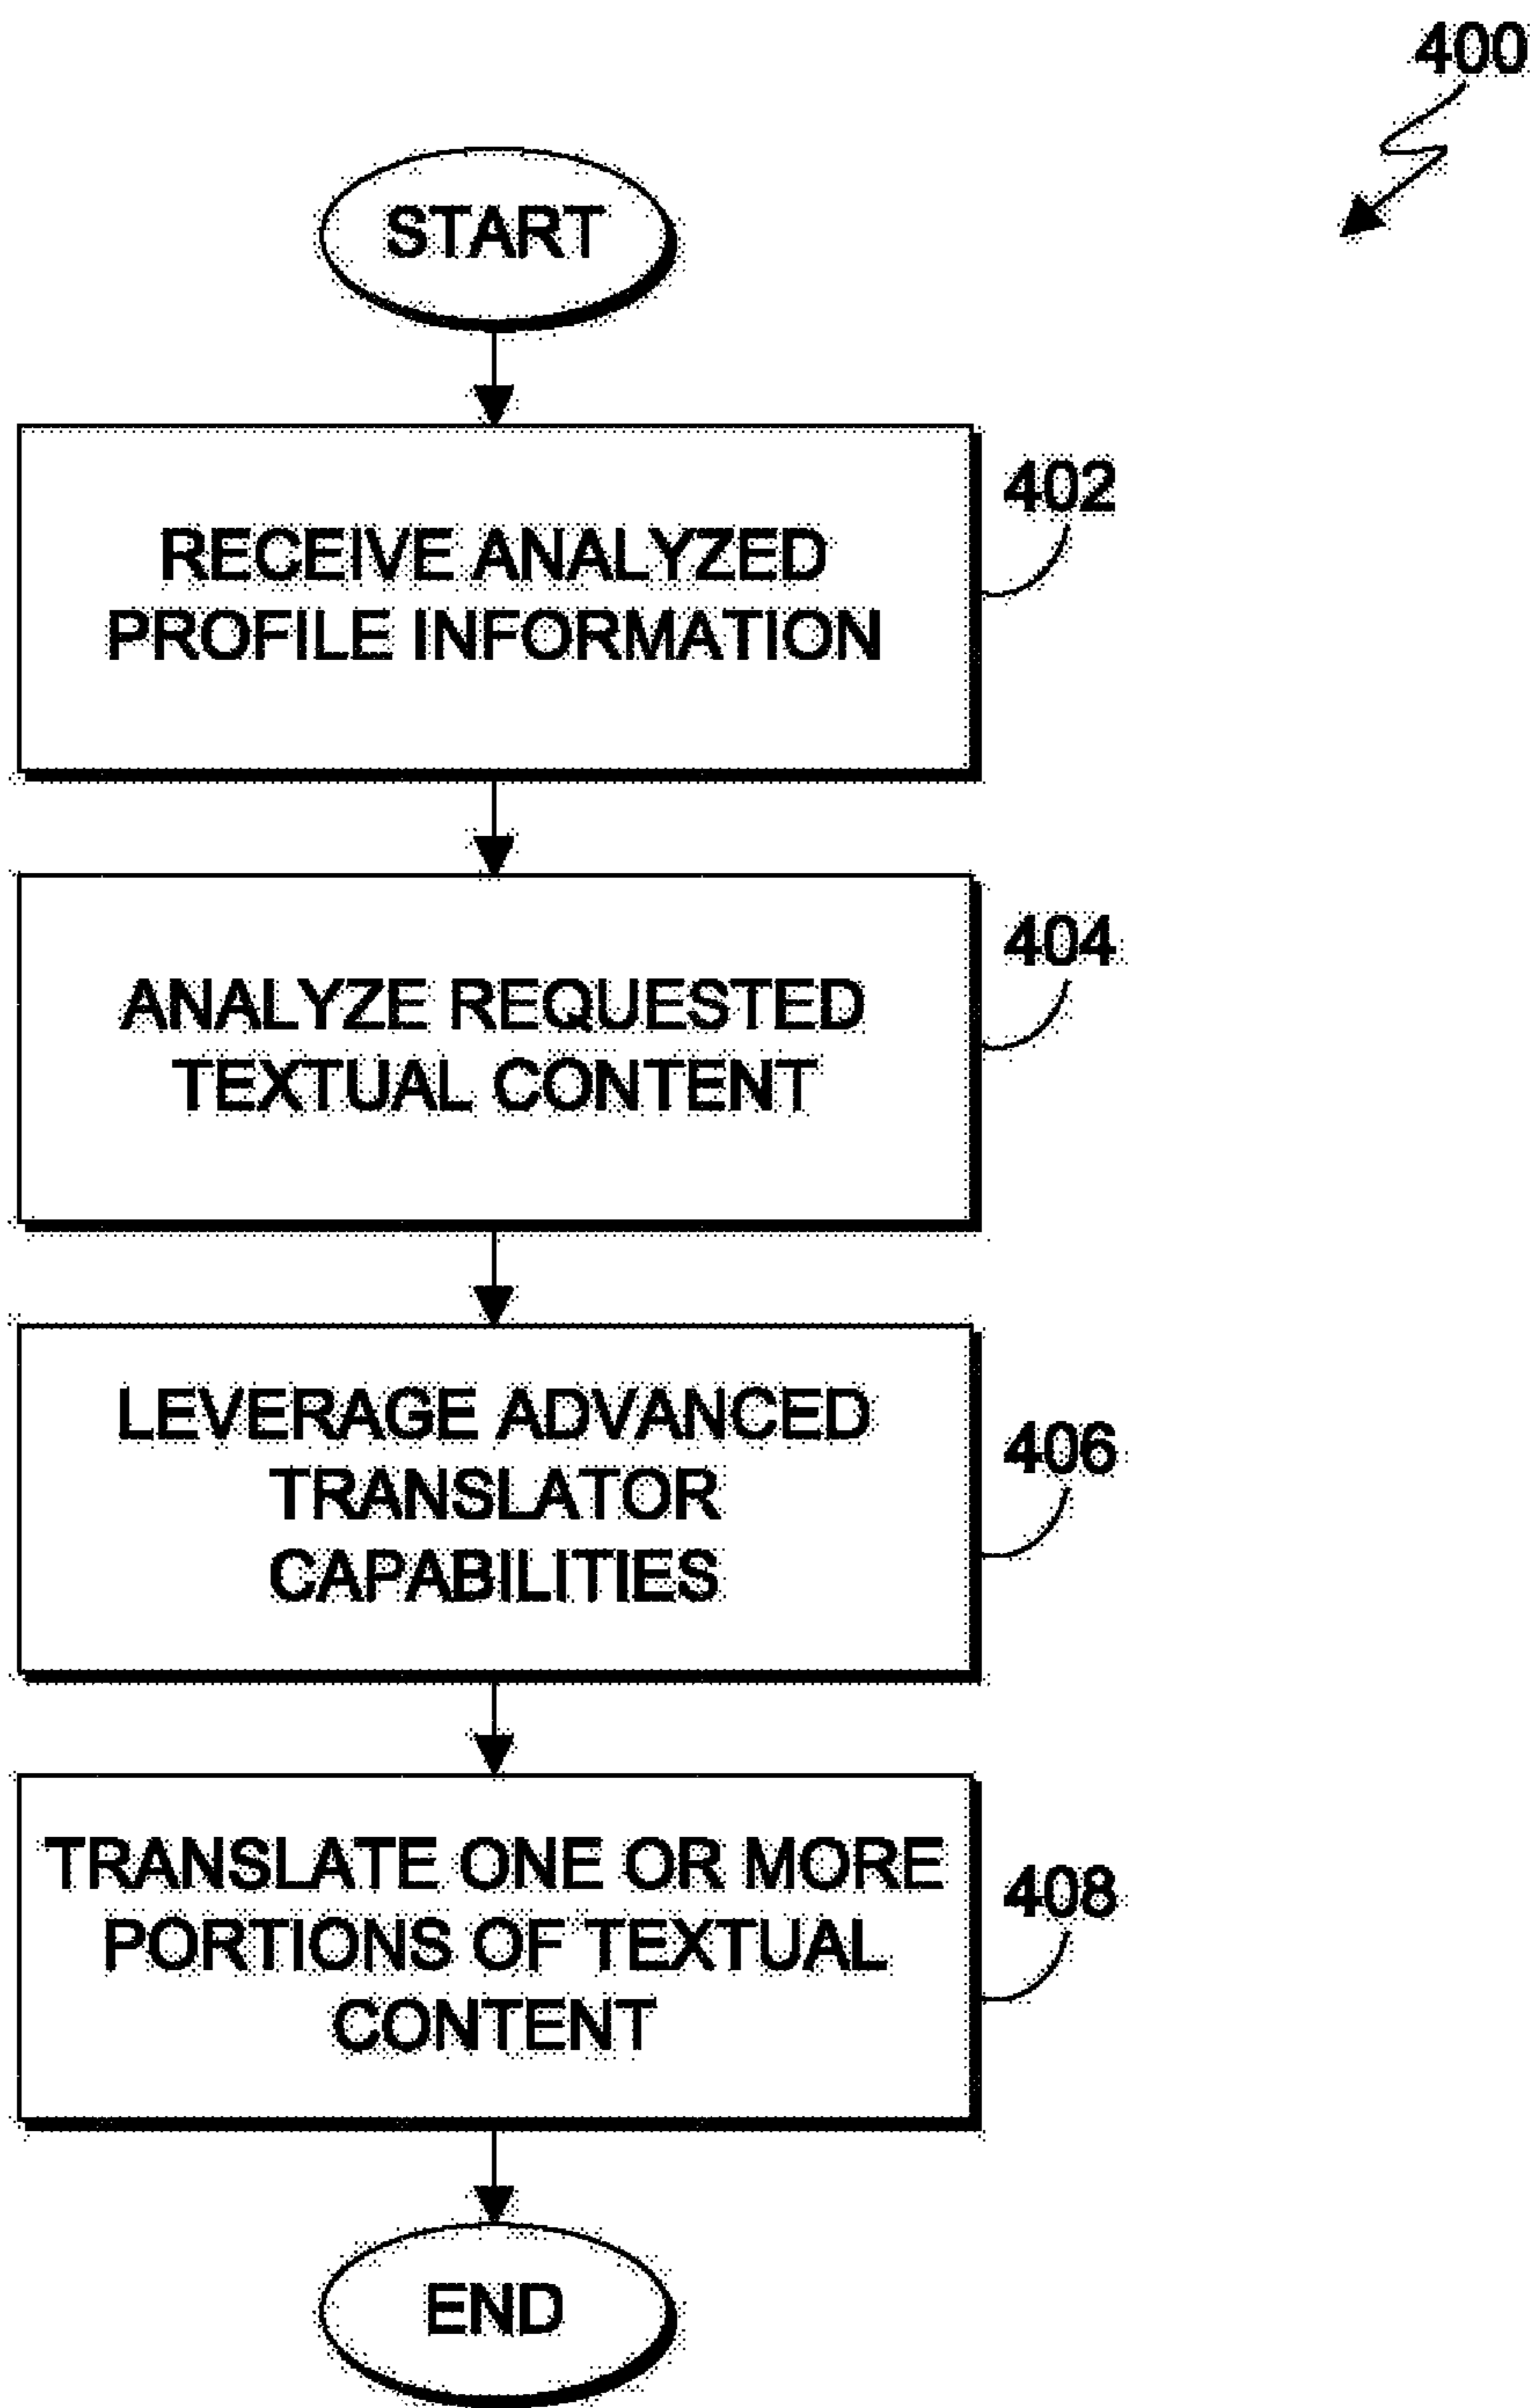 400
START
402
RECEIVE ANALYZED
PROFILE INFORMATION
404
ANALYZE REQUESTED
TEXTUAL CONTENT
LEVERAGE ADVANCED
406
TRANSLATOR
CAPABILITIES
TRANSLATE ONE OR MORE
408
PORTIONS OF TEXTUAL
CONTENT
END